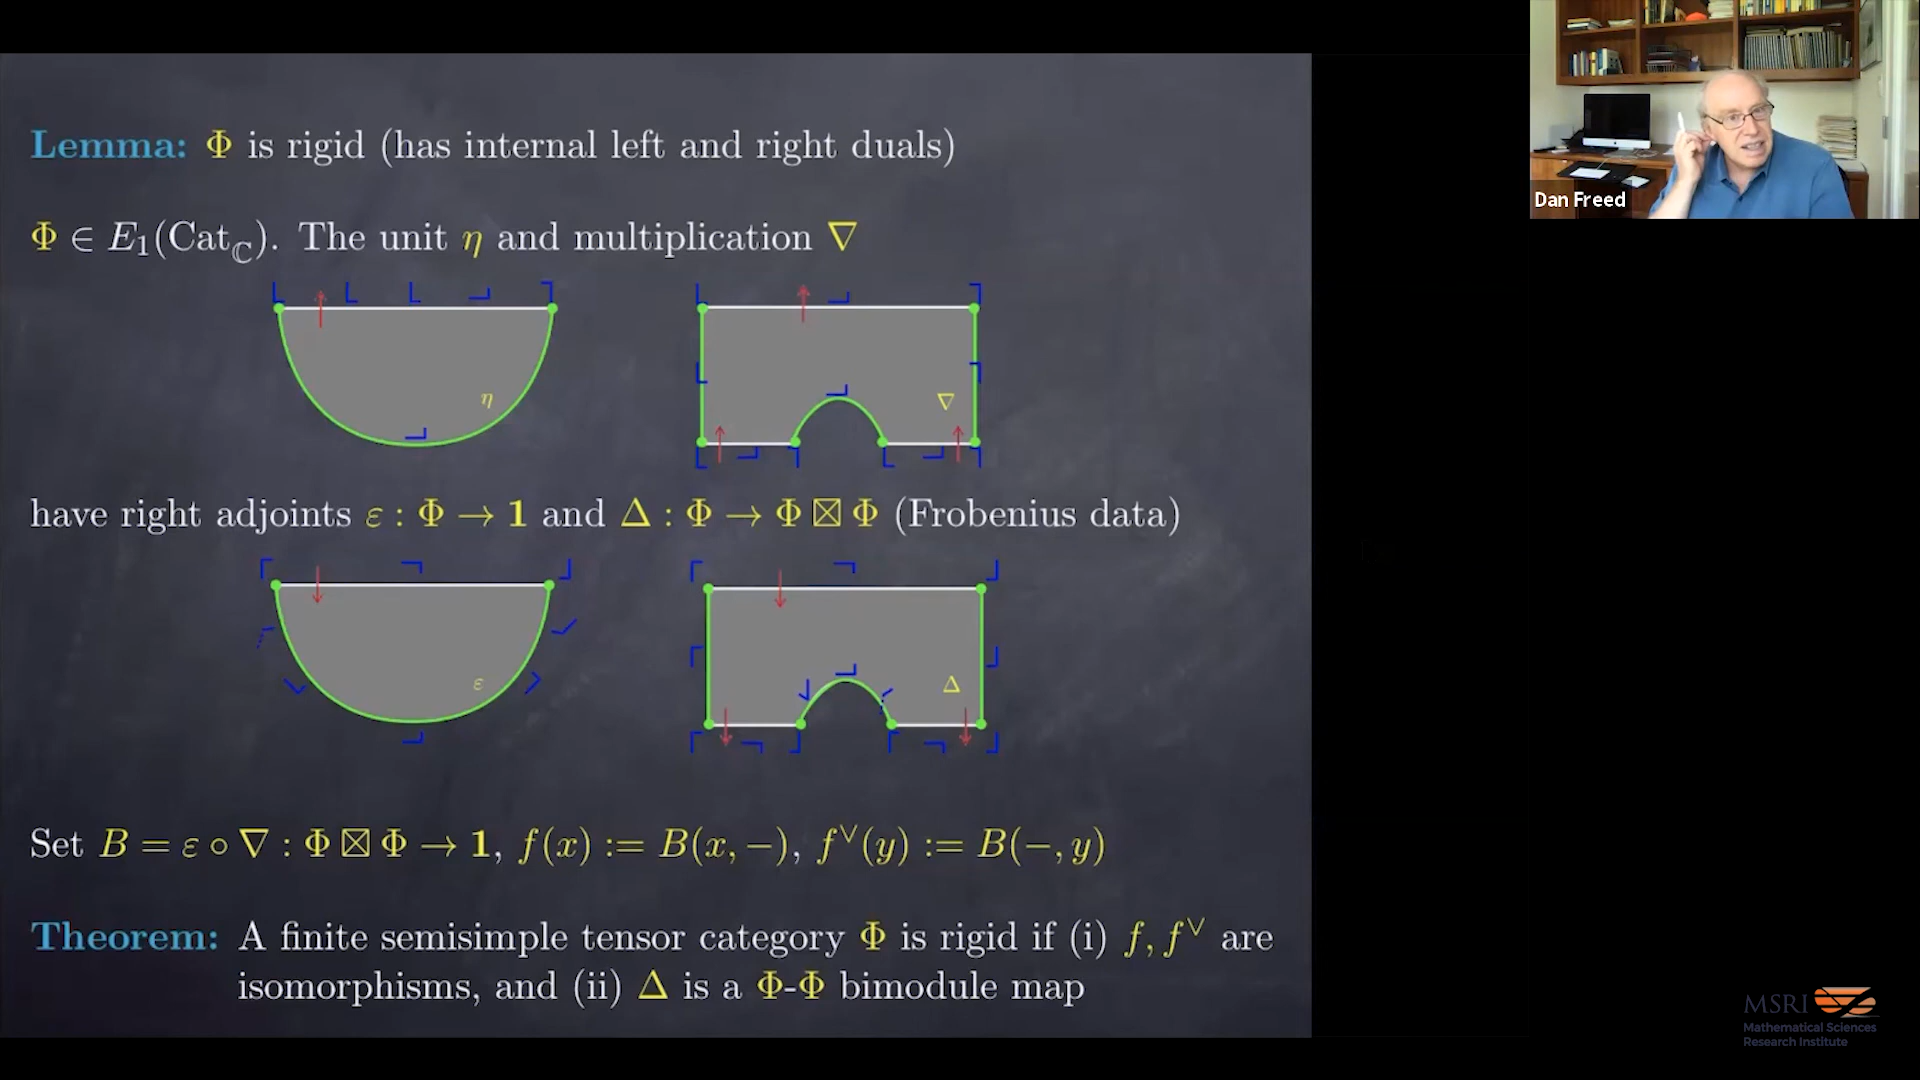 Lemma: Φ is rigid (has internal left and right duals)
Φ ∈ E₁(Cat_ℂ). The unit η and multiplication ∇
η
∇
have right adjoints ε : Φ → 1 and Δ : Φ → Φ ⊠ Φ (Frobenius data)
ε
Δ
Set B = ε ∘ ∇ : Φ ⊠ Φ → 1, f(x) := B(x, −), f^∨(y) := B(−, y)
Theorem: A finite semisimple tensor category Φ is rigid if (i) f, f^∨ are
isomorphisms, and (ii) Δ is a Φ-Φ bimodule map
Dan Freed
MSRI
Mathematical Sciences
Research Institute